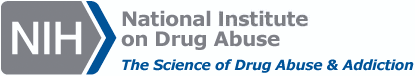 NIH
National Institute
on Drug Abuse
The Science of Drug Abuse & Addiction